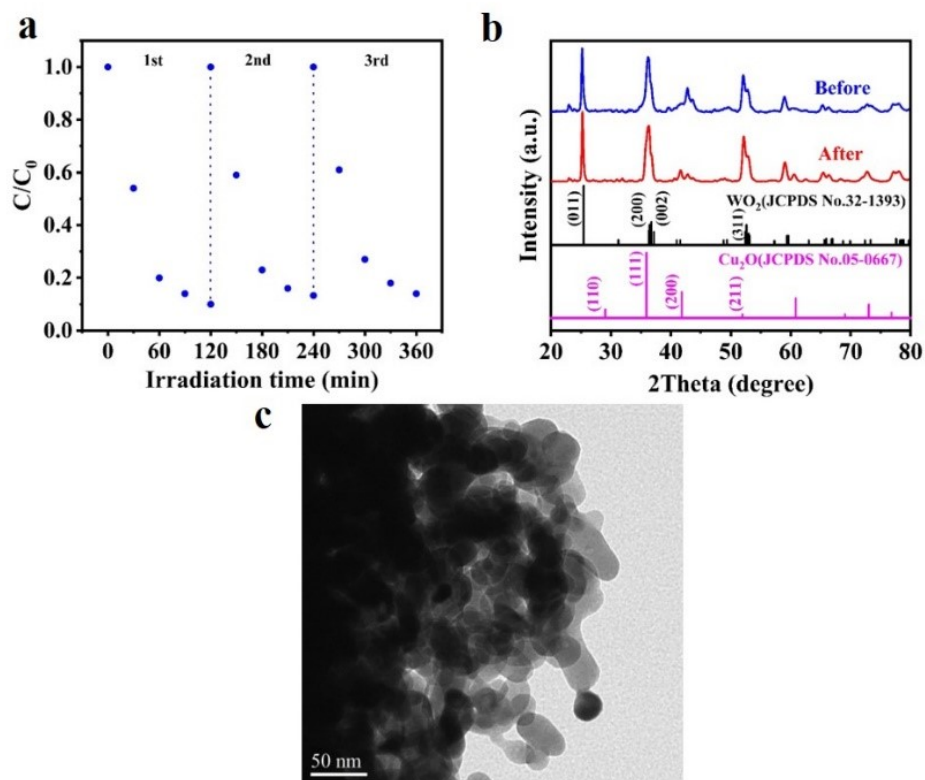 a
1st 2nd 3rd
1.0
0.8
0.6
0.4
0.2
0.0
C/C₀
0 60 120 180 240 300 360
Irradiation time (min)
b
Before
After
WO₂(JCPDS No.32-1393)
(011)
(200)
(002)
(311)
Cu₂O(JCPDS No.05-0667)
(110)
(111)
(200)
(211)
Intensity (a.u.)
20 30 40 50 60 70 80
2Theta (degree)
c
50 nm